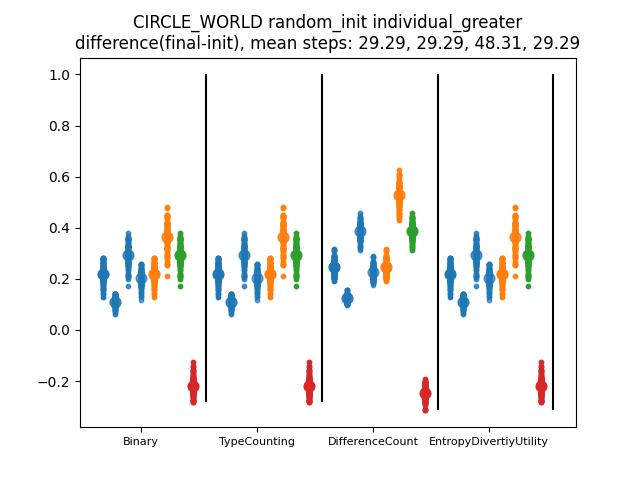 CIRCLE_WORLD random_init individual_greater
difference(final-init), mean steps: 29.29, 29.29, 48.31, 29.29
1.0
0.8
0.6
0.4
0.2
0.0
−0.2
Binary TypeCounting DifferenceCount EntropyDivertiyUtility